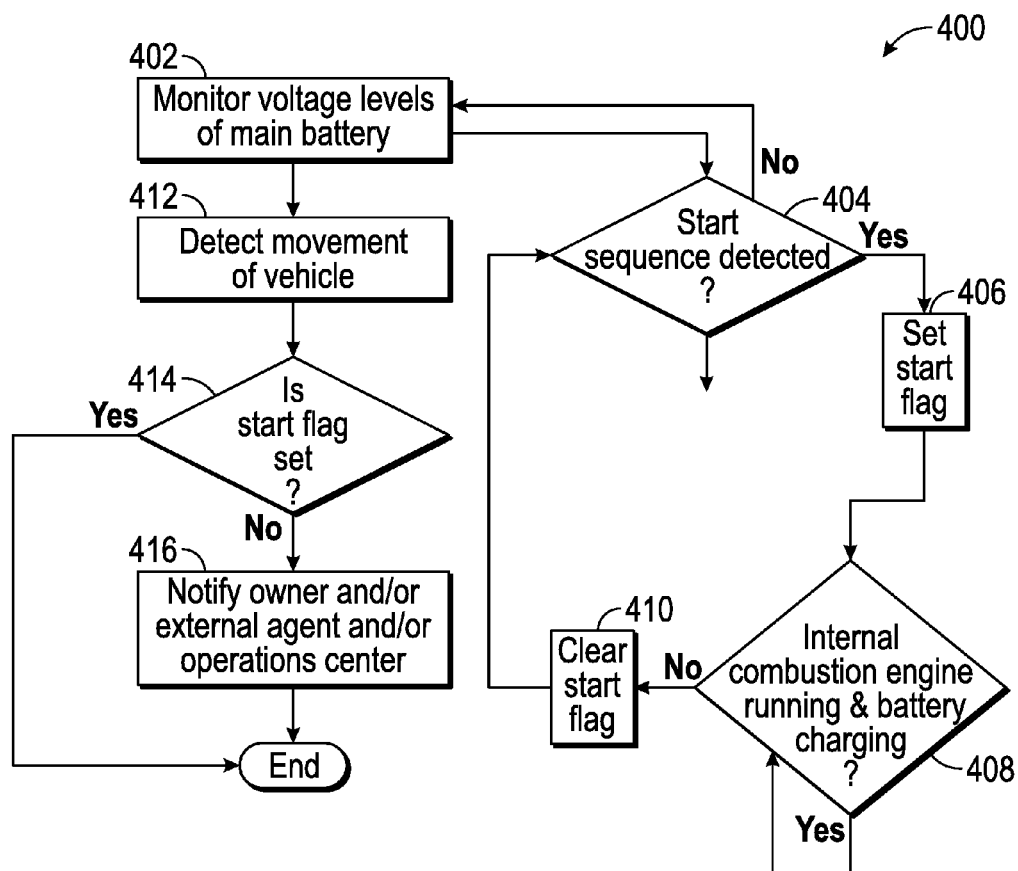 400
402
Monitor voltage levels
of main battery
No
404
Start
sequence detected
?
Yes
406
Set
start
flag
412
Detect movement
of vehicle
414
Is
start flag
set
?
Yes
No
416
Notify owner and/or
external agent and/or
operations center
End
410
Clear
start
flag
No
Internal
combustion engine
running & battery
charging
?
408
Yes